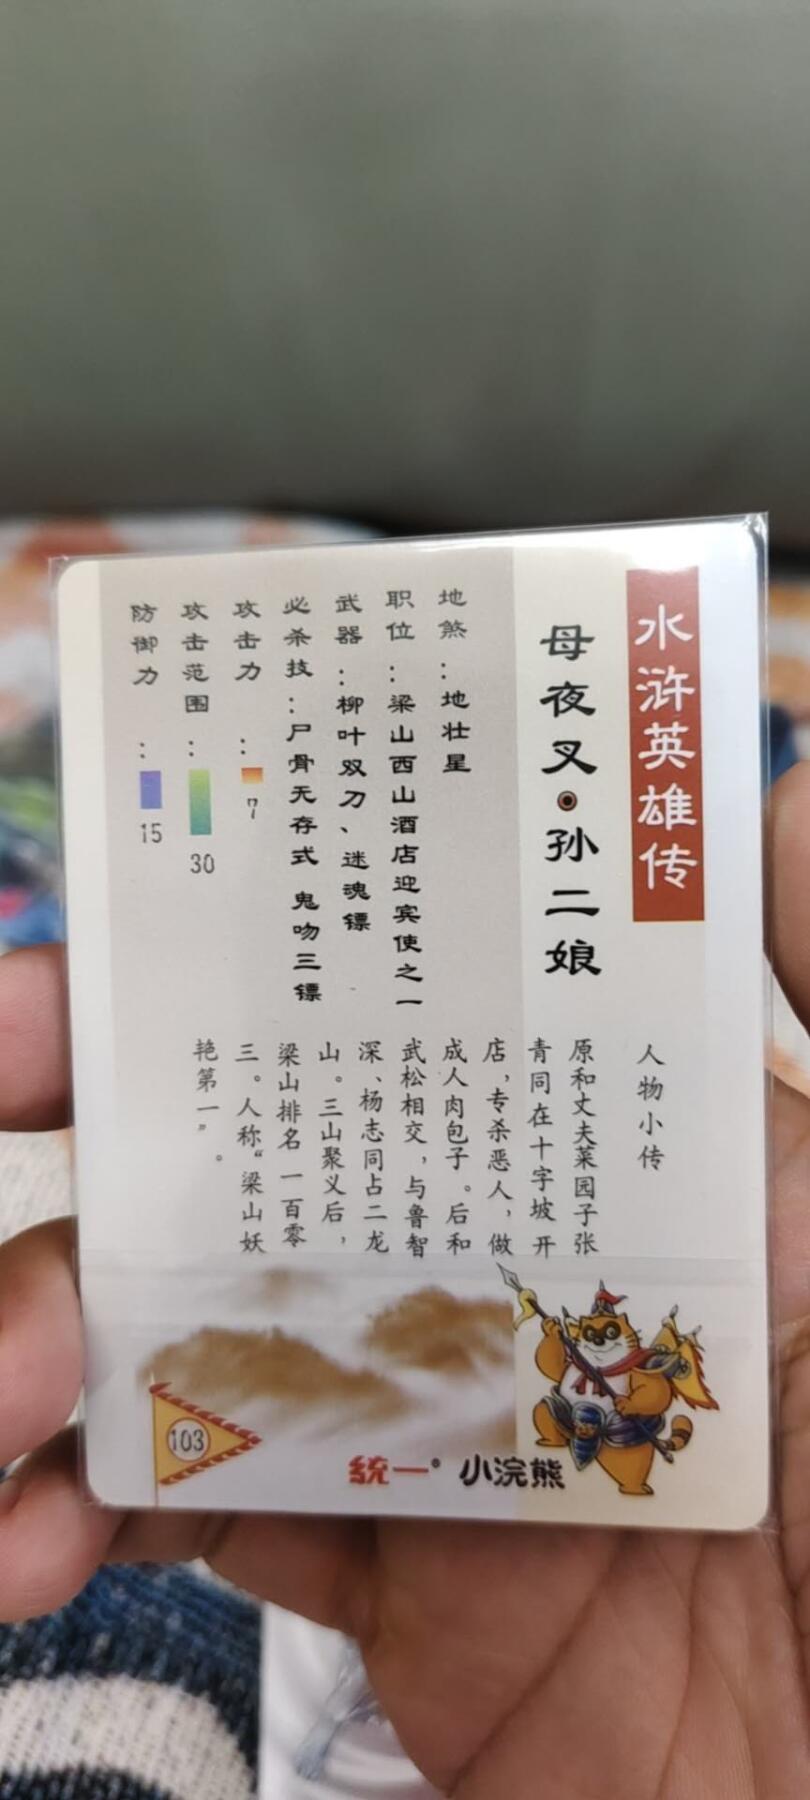 水浒英雄传
母夜叉·孙二娘
地煞：地壮星
职位：梁山西山酒店迎宾使之一
武器：柳叶双刀、迷魂镖
必杀技：尸骨无存式 鬼吻三镖
攻击力：7
攻击范围：30
防御力：15
人物小传
原和丈夫菜园子张
青同在十字坡开
店，专杀恶人，做
成人肉包子。后和
武松相交，与鲁智
深、杨志同占二龙
山。三山聚义后，
梁山排名一百零
三。人称“梁山妖
艳第一”。
103
統一 小浣熊